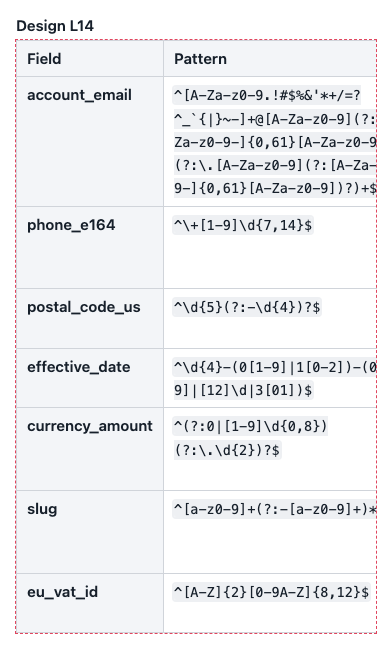 Design L14
Field Pattern
account_email ^[A-Za-z0-9.!#$%&'*+/=?
^_`{|}~-]+@[A-Za-z0-9](?:
Za-z0-9-]{0,61}[A-Za-z0-9
(?:\.[A-Za-z0-9](?:[A-Za-
9-]{0,61}[A-Za-z0-9])?)+$
phone_e164 ^\+[1-9]\d{7,14}$
postal_code_us ^\d{5}(?:-\d{4})?$
effective_date ^\d{4}-(0[1-9]|1[0-2])-(0
9]|[12]\d|3[01])$
currency_amount ^(?:0|[1-9]\d{0,8})
(?:\.\d{2})?$
slug ^[a-z0-9]+(?:-[a-z0-9]+)*
eu_vat_id ^[A-Z]{2}[0-9A-Z]{8,12}$